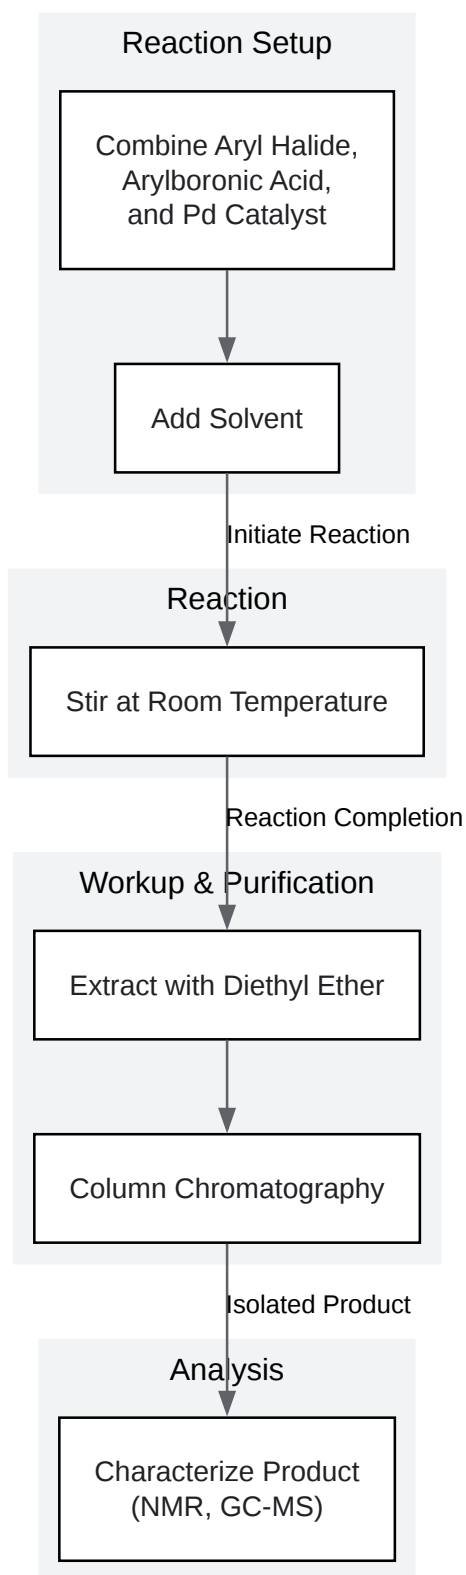 Reaction Setup
Combine Aryl Halide,
Arylboronic Acid,
and Pd Catalyst
Add Solvent
Initiate Reaction
Reaction
Stir at Room Temperature
Reaction Completion
Workup & Purification
Extract with Diethyl Ether
Column Chromatography
Isolated Product
Analysis
Characterize Product
(NMR, GC-MS)